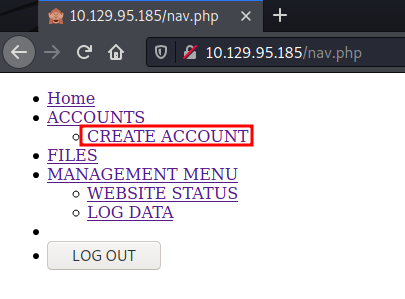 10.129.95.185/nav.php
10.129.95.185/nav.php
Home
ACCOUNTS
CREATE ACCOUNT
FILES
MANAGEMENT MENU
WEBSITE STATUS
LOG DATA
LOG OUT